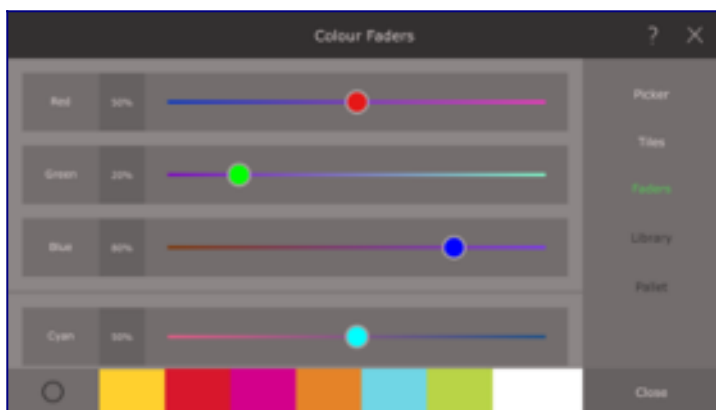 Colour Faders ?
Red 50%
Green 20%
Blue 80%
Cyan 50%
Picker
Tiles
Faders
Library
Pallet
Close